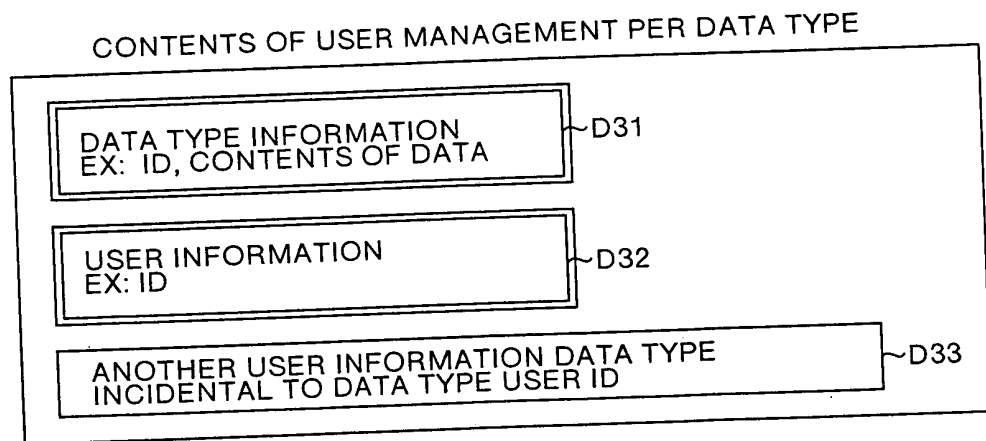 CONTENTS OF USER MANAGEMENT PER DATA TYPE
DATA TYPE INFORMATION
EX: ID, CONTENTS OF DATA
D31
USER INFORMATION
EX: ID
D32
ANOTHER USER INFORMATION DATA TYPE
INCIDENTAL TO DATA TYPE USER ID
D33